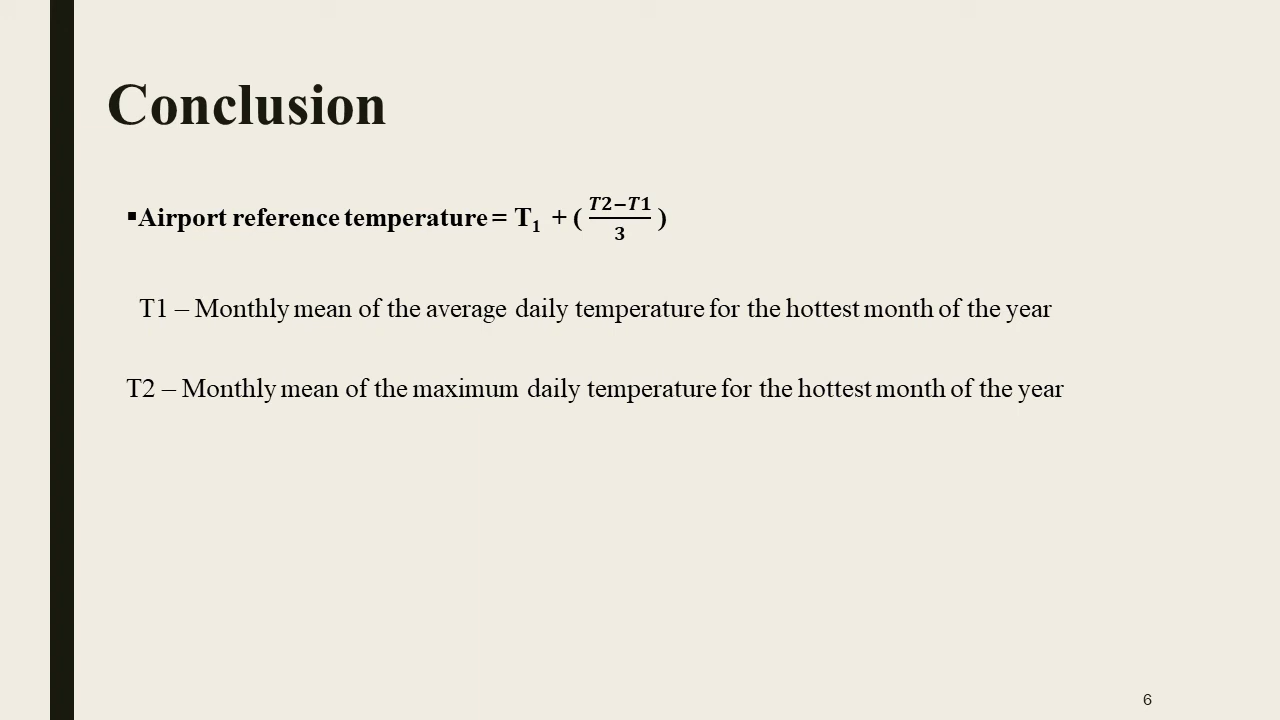 Conclusion
▪Airport reference temperature = T₁ + ( (T2−T1)/3 )
T1 – Monthly mean of the average daily temperature for the hottest month of the year
T2 – Monthly mean of the maximum daily temperature for the hottest month of the year
6